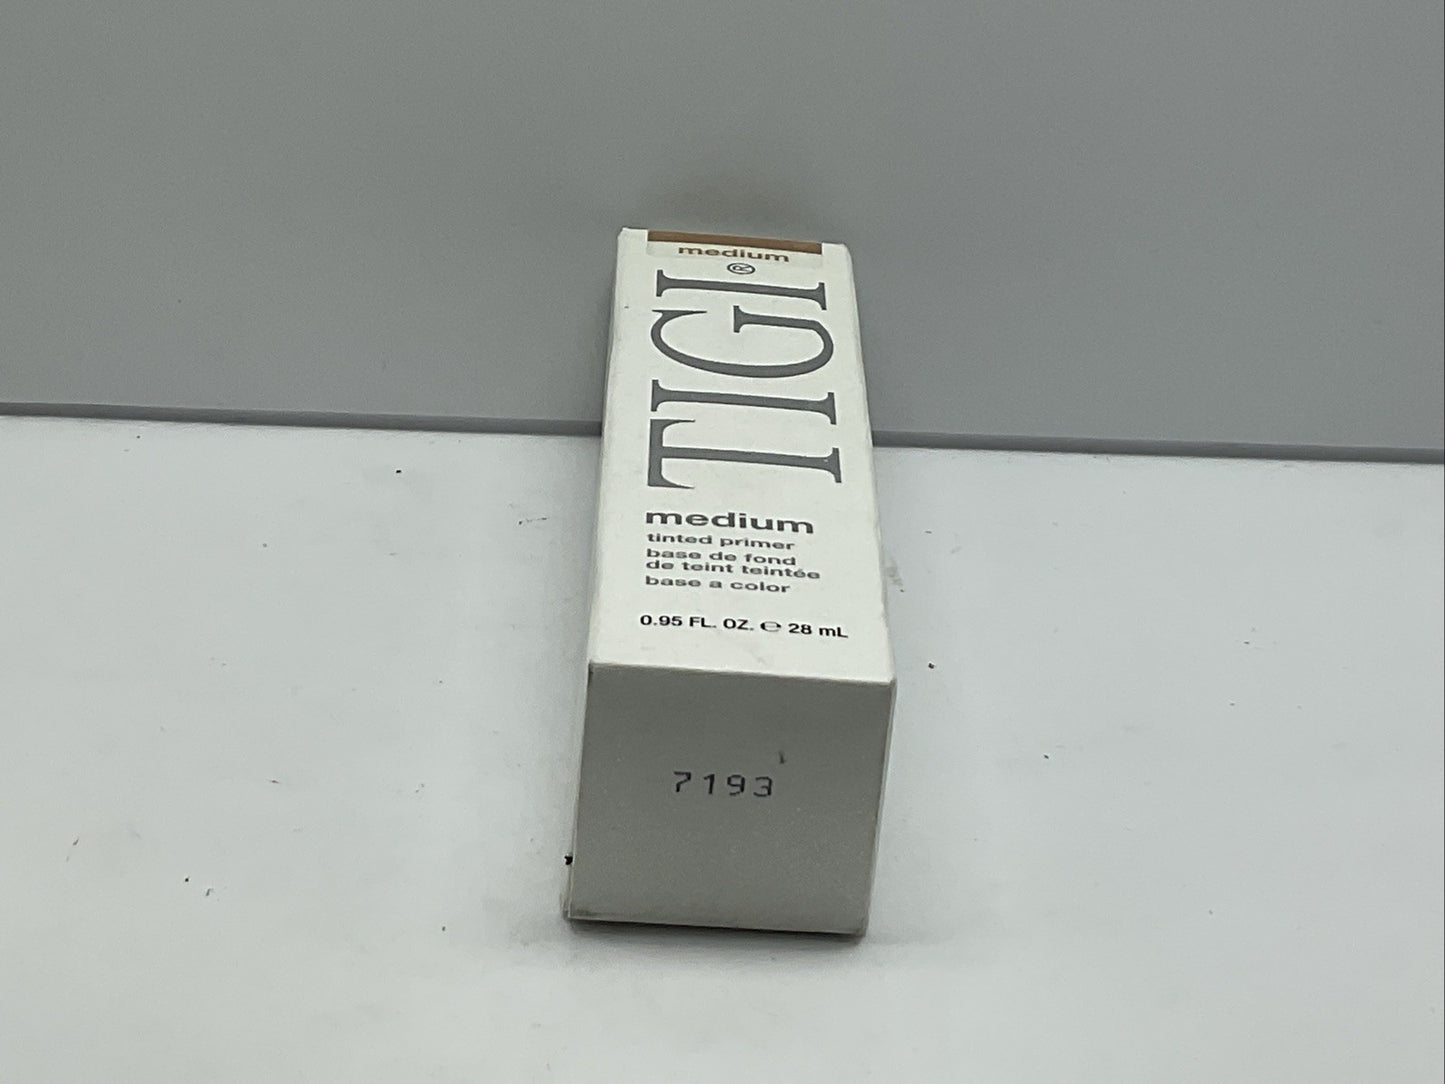 medium
TIGI®
medium
tinted primer
base de fond
de teint teintée
base a color
0.95 FL. OZ. ℮ 28 mL
7193